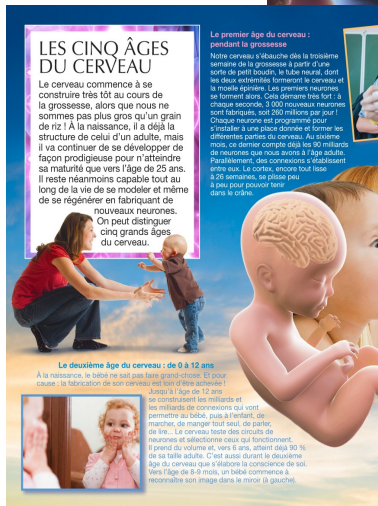 LES CINQ ÂGES
DU CERVEAU
Le cerveau commence à se
construire très tôt au cours de
la grossesse, alors que nous ne
sommes pas plus gros qu'un grain
de riz ! À la naissance, il a déjà la
structure de celui d'un adulte, mais
il va continuer de se développer de
façon prodigieuse pour n'atteindre
sa maturité que vers l'âge de 25 ans.
Il reste néanmoins capable tout au
long de la vie de se modeler et même
de se régénérer en fabriquant de
nouveaux neurones.
On peut distinguer
cinq grands âges
du cerveau.
Le premier âge du cerveau :
pendant la grossesse
Notre cerveau s'ébauche dès la troisième
semaine de la grossesse à partir d'une
sorte de petit boudin, le tube neural, dont
les deux extrémités formeront le cerveau et
la moelle épinière. Les premiers neurones
se forment alors. Cela démarre très fort : à
chaque seconde, 3 000 nouveaux neurones
sont fabriqués, soit 260 millions par jour !
Chaque neurone est programmé pour
s'installer à une place donnée et former les
différentes parties du cerveau. Au sixième
mois, ce dernier compte déjà les 90 milliards
de neurones que nous avons à l'âge adulte.
Parallèlement, des connexions s'établissent
entre eux. Le cortex, encore tout lisse
à 26 semaines, se plisse peu
à peu pour pouvoir tenir
dans le crâne.
Le deuxième âge du cerveau : de 0 à 12 ans
À la naissance, le bébé ne sait pas faire grand-chose. Et pour
cause : la fabrication de son cerveau est loin d'être achevée !
Jusqu'à l'âge de 12 ans
se construisent les milliards et
les milliards de connexions qui vont
permettre au bébé, puis à l'enfant, de
marcher, de manger tout seul, de parler,
de lire... Le cerveau teste des circuits de
neurones et sélectionne ceux qui fonctionnent.
Il prend du volume et, vers 6 ans, atteint déjà 90 %
de sa taille adulte. C'est aussi durant le deuxième
âge du cerveau que s'élabore la conscience de soi.
Vers l'âge de 8-9 mois, un bébé commence à
reconnaître son image dans le miroir (à gauche).